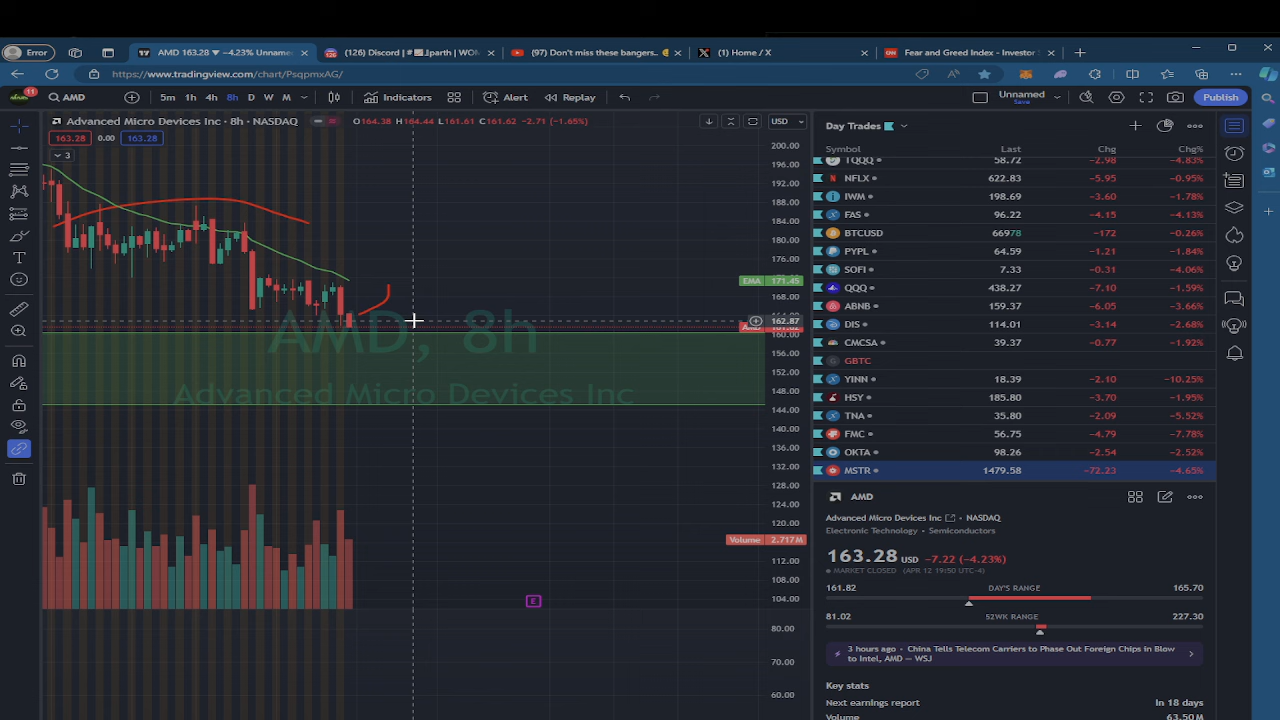 Error
AMD 163.28 ▼ −4.23% Unname
(126) Discord | # 📈⎮parth | WOM
(97) Don't miss these bangers..
(1) Home / X
Fear and Greed Index - Investor S
https://www.tradingview.com/chart/PsqpmxAG/
11
AMD
5m 1h 4h 8h D W M
Indicators
Alert
Replay
Unnamed
Save
Publish
Advanced Micro Devices Inc · 8h · NASDAQ
O164.38 H164.44 L161.61 C161.62 −2.71 (−1.65%)
USD
163.28 0.00 163.28
3
200.00
196.00
192.00
188.00
184.00
180.00
176.00
EMA 171.45
168.00
162.87
160.00
156.00
152.00
148.00
144.00
140.00
136.00
132.00
128.00
124.00
120.00
Volume 2.717M
112.00
108.00
104.00
80.00
70.00
60.00
AMD, 8h
Advanced Micro Devices Inc
E
Day Trades
Symbol Last Chg Chg%
TQQQ 58.72 −2.98 −4.83%
NFLX 622.83 −5.95 −0.95%
IWM 198.69 −3.60 −1.78%
FAS 96.22 −4.15 −4.13%
BTCUSD 66978 −172 −0.26%
PYPL 64.59 −1.21 −1.84%
SOFI 7.33 −0.31 −4.06%
QQQ 438.27 −7.10 −1.59%
ABNB 159.37 −6.05 −3.66%
DIS 114.01 −3.14 −2.68%
CMCSA 39.37 −0.77 −1.92%
GBTC
YINN 18.39 −2.10 −10.25%
HSY 185.80 −3.70 −1.95%
TNA 35.80 −2.09 −5.52%
FMC 56.75 −4.79 −7.78%
OKTA 98.26 −2.54 −2.52%
MSTR 1479.58 −72.23 −4.65%
AMD
Advanced Micro Devices Inc · NASDAQ
Electronic Technology · Semiconductors
163.28 USD −7.22 (−4.23%)
MARKET CLOSED (APR 12 19:50 UTC-4)
161.82 DAY'S RANGE 165.70
81.02 52WK RANGE 227.30
3 hours ago · China Tells Telecom Carriers to Phase Out Foreign Chips in Blow
to Intel, AMD — WSJ
Key stats
Next earnings report In 18 days
Volume 63.50M